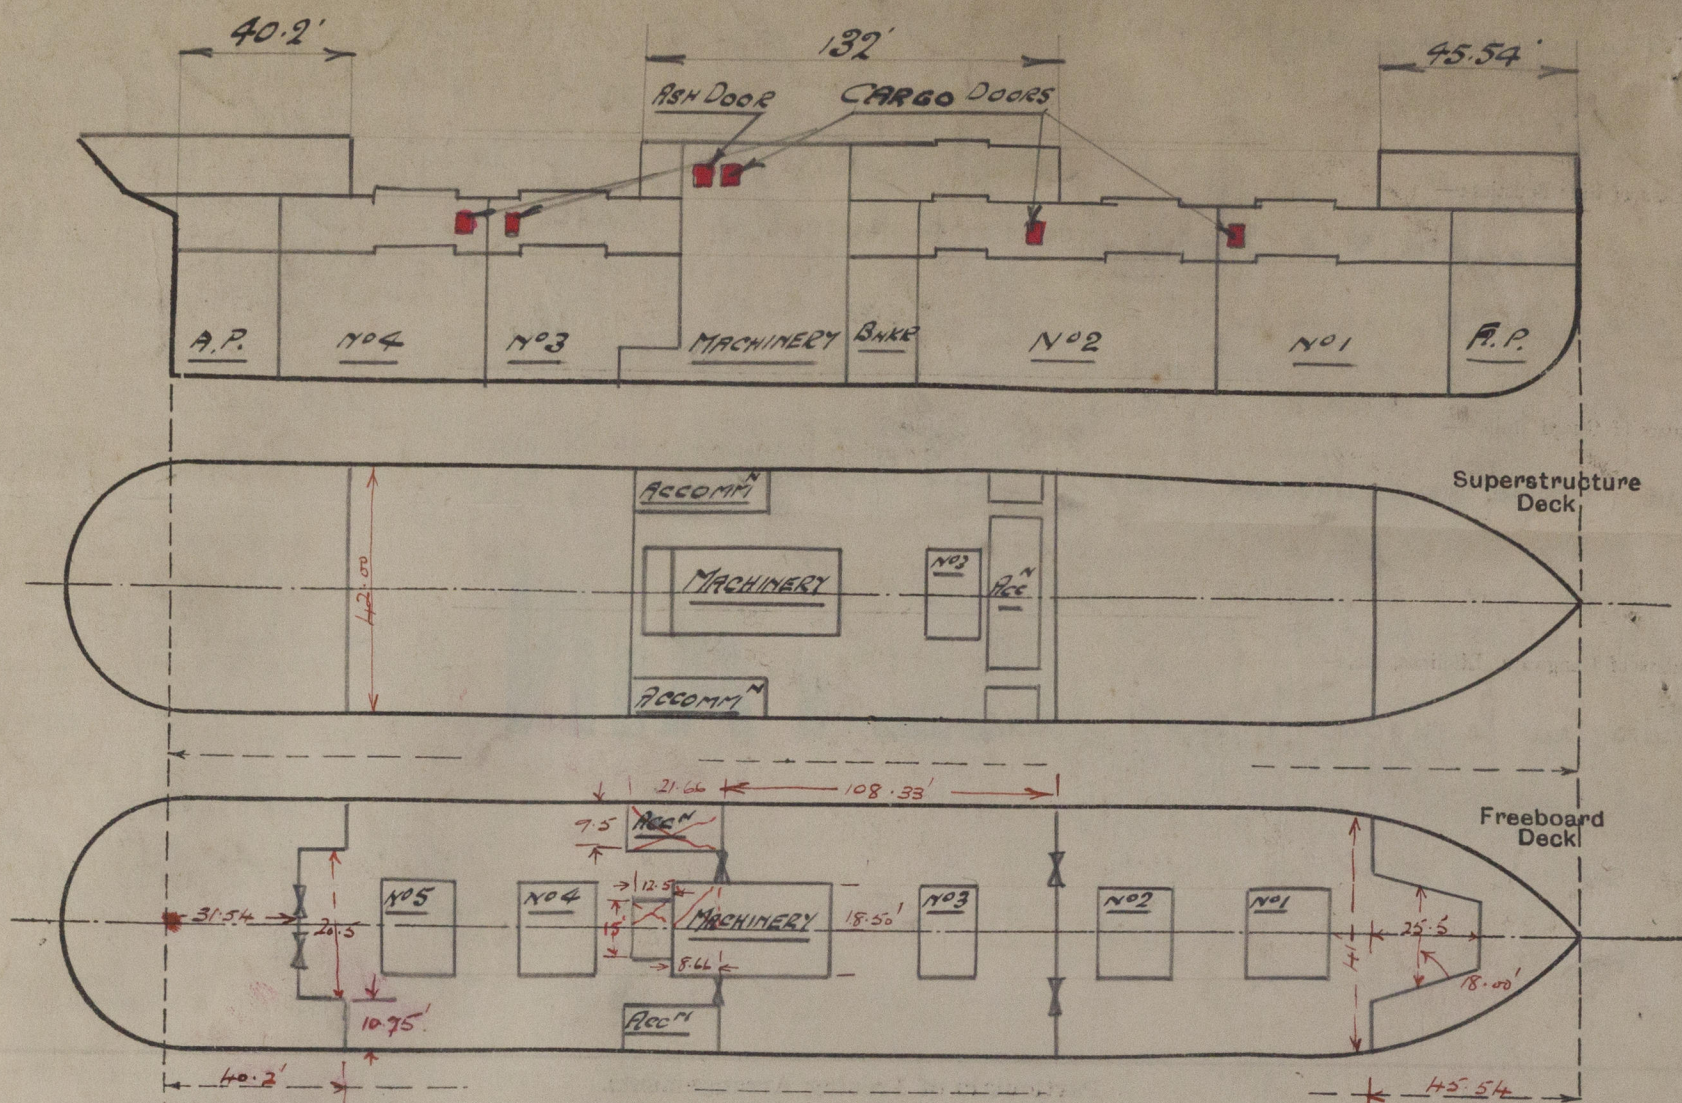 40·2'
132'
45·54'
ASH DOOR
CARGO DOORS
A.P.
Nº4
Nº3
MACHINERY
BNKR
Nº2
Nº1
F.P.
Superstructure
Deck
ACCOMMN
42·00
MACHINERY
Nº3
AccN
ACCOMMN
21·66
108·33'
Freeboard
Deck
9·5
AccN
Nº5
Nº4
12·5
Nº3
Nº2
Nº1
31·54
20·5
15'
MACHINERY
18·50'
41'
25·5
8·66'
18·00'
10·75'
AccN
40·2'
45·54